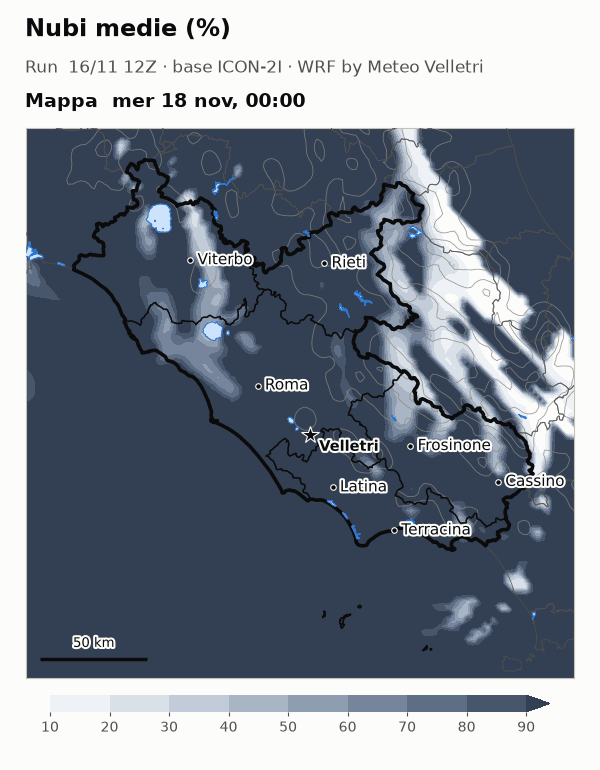 Nubi medie (%)
Run  16/11 12Z · base ICON-2I · WRF by Meteo Velletri
Mappa  mer 18 nov, 00:00
Viterbo
Rieti
Roma
Velletri
Frosinone
Cassino
Latina
Terracina
50 km
10 20 30 40 50 60 70 80 90